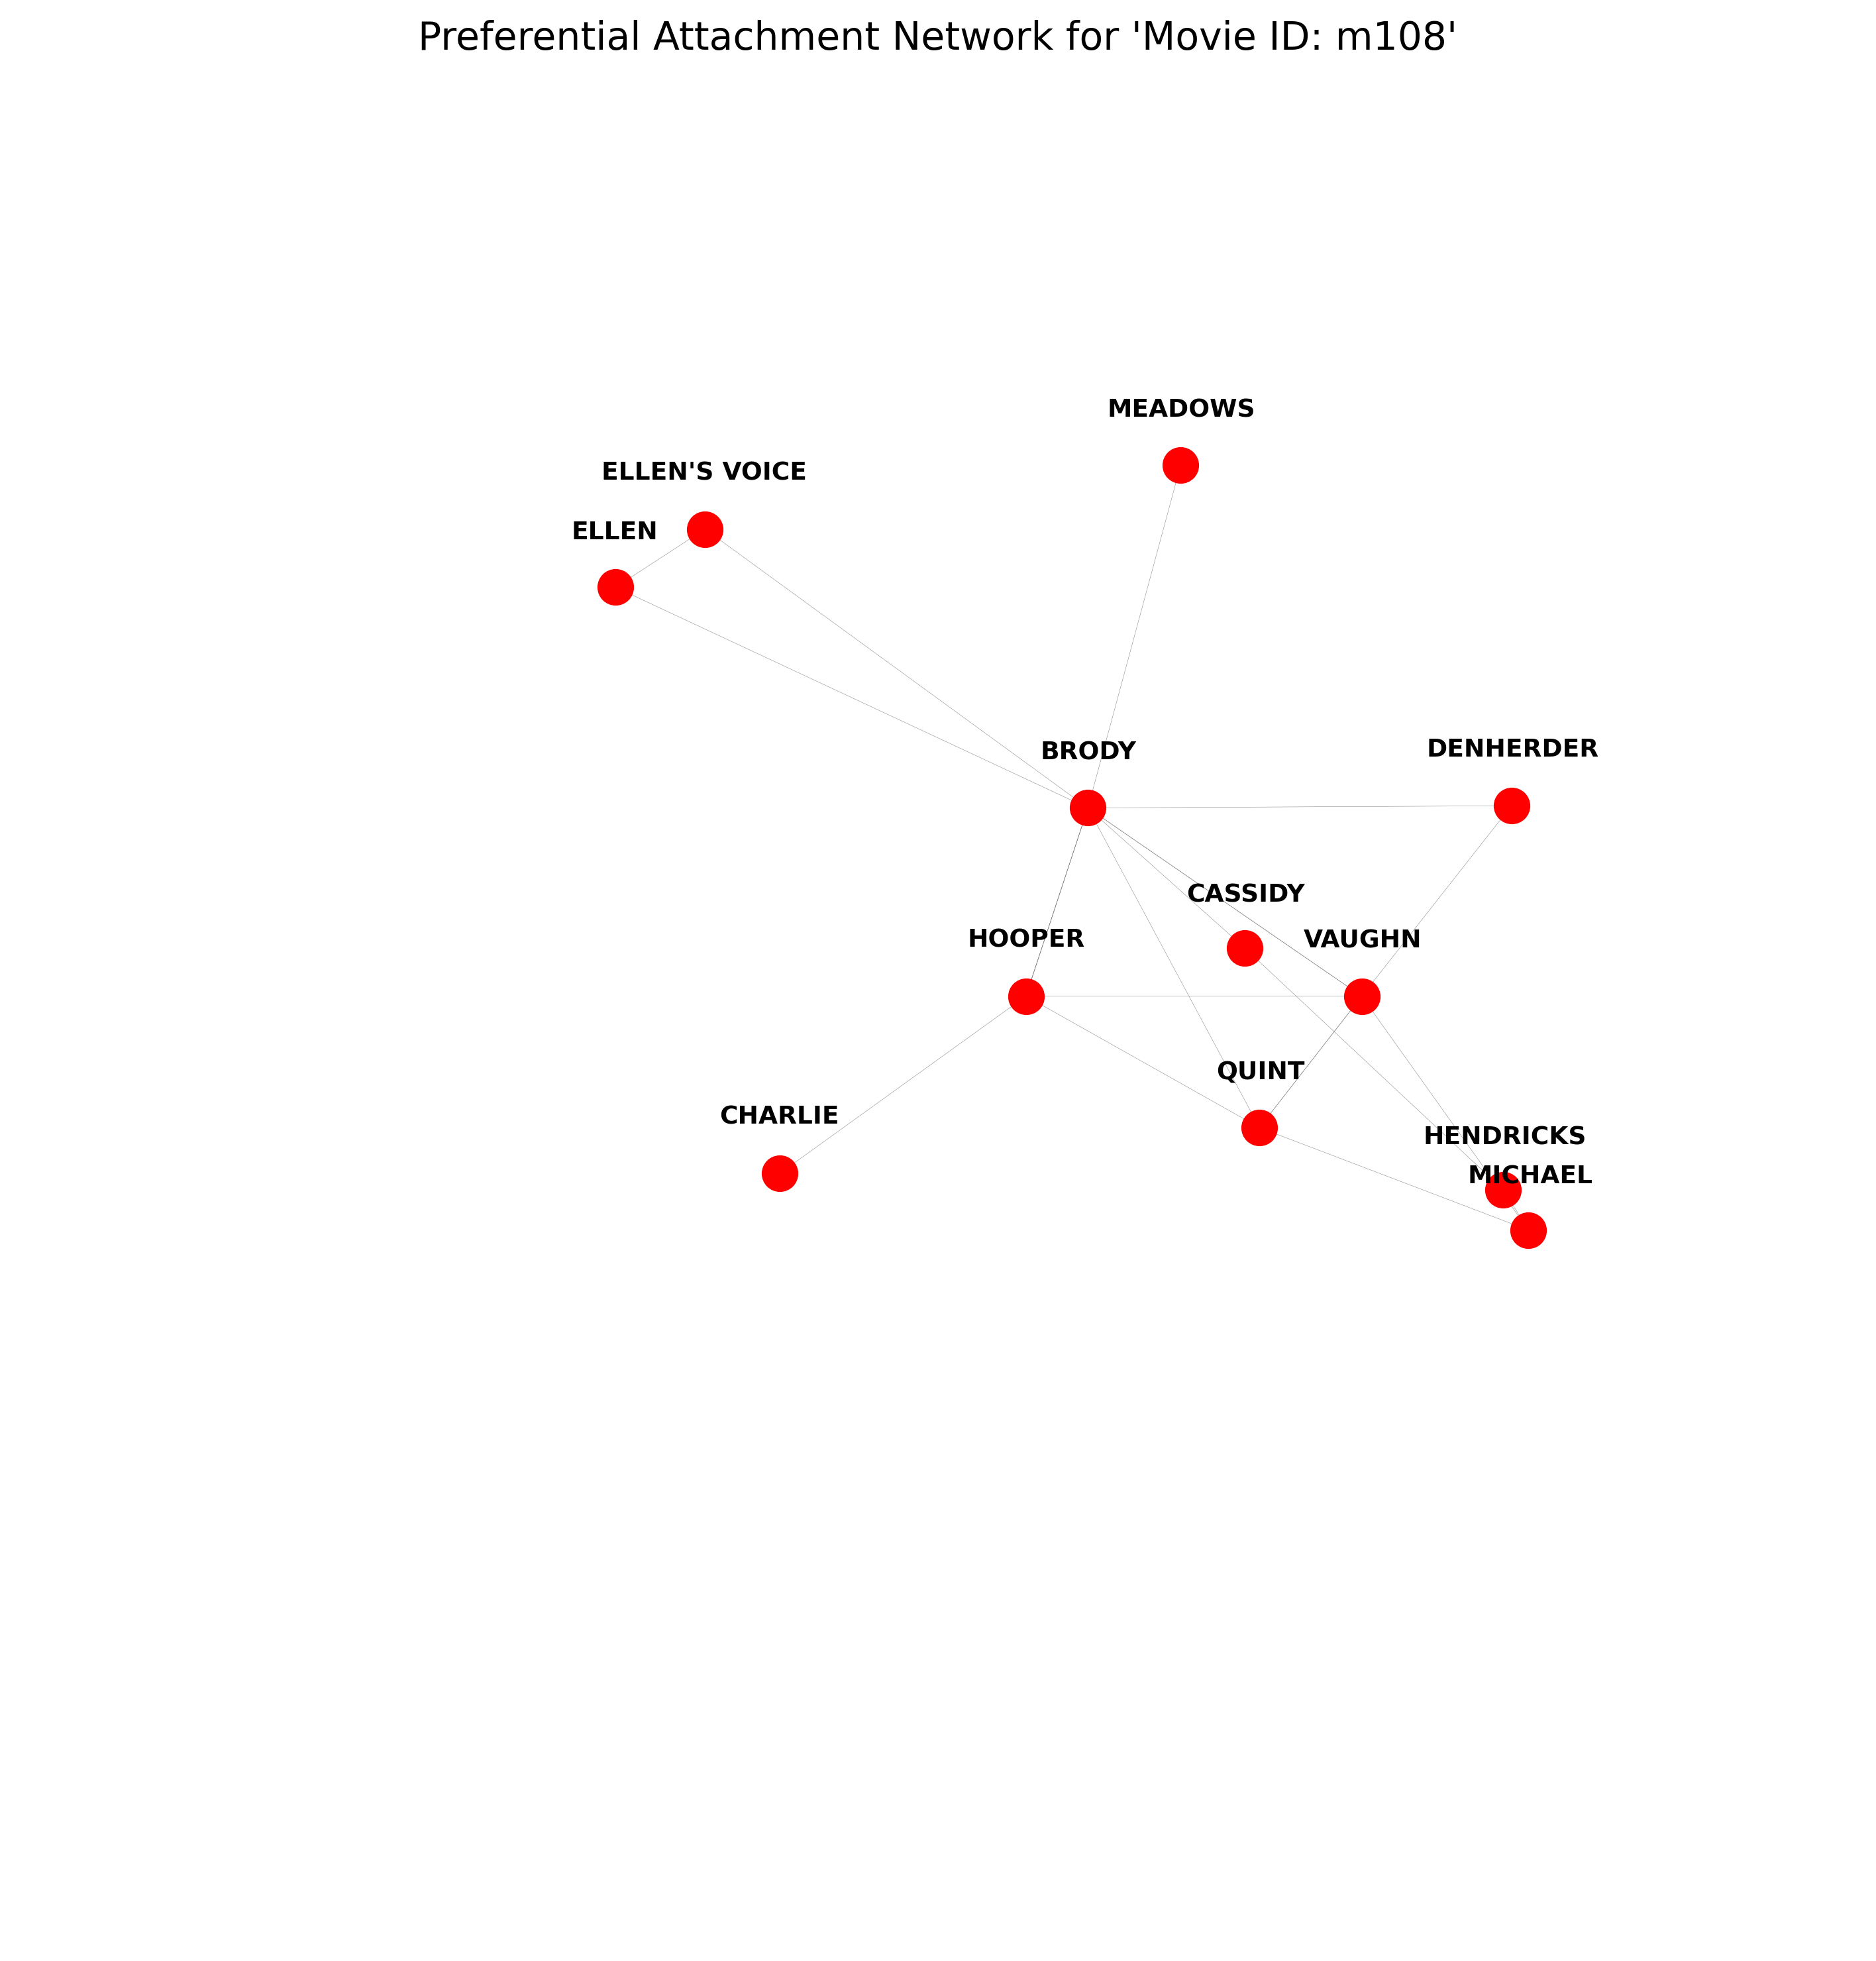 Preferential Attachment Network for 'Movie ID: m108'
MEADOWS
ELLEN'S VOICE
ELLEN
BRODY
DENHERDER
CASSIDY
HOOPER
VAUGHN
QUINT
CHARLIE
HENDRICKS
MICHAEL